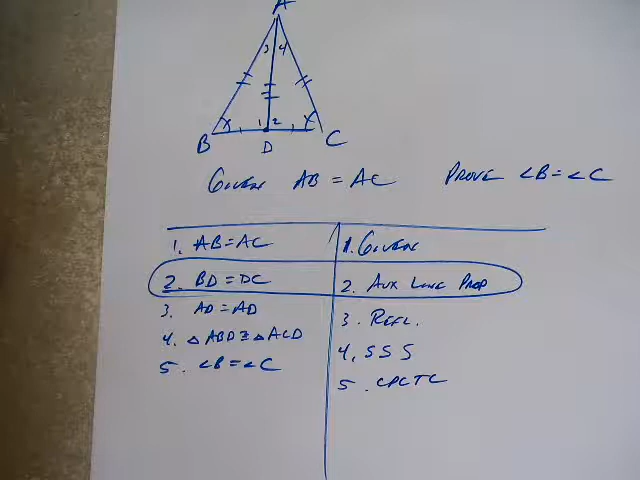 A
3 4
1 2
B D C
GIVEN AB = AC PROVE ∠B = ∠C
1. AB = AC 1. GIVEN
2. BD = DC 2. AUX LINE PROP
3. AD = AD 3. REFL.
4. △ABD ≅ △ACD 4. SSS
5. ∠B = ∠C 5. CPCTC